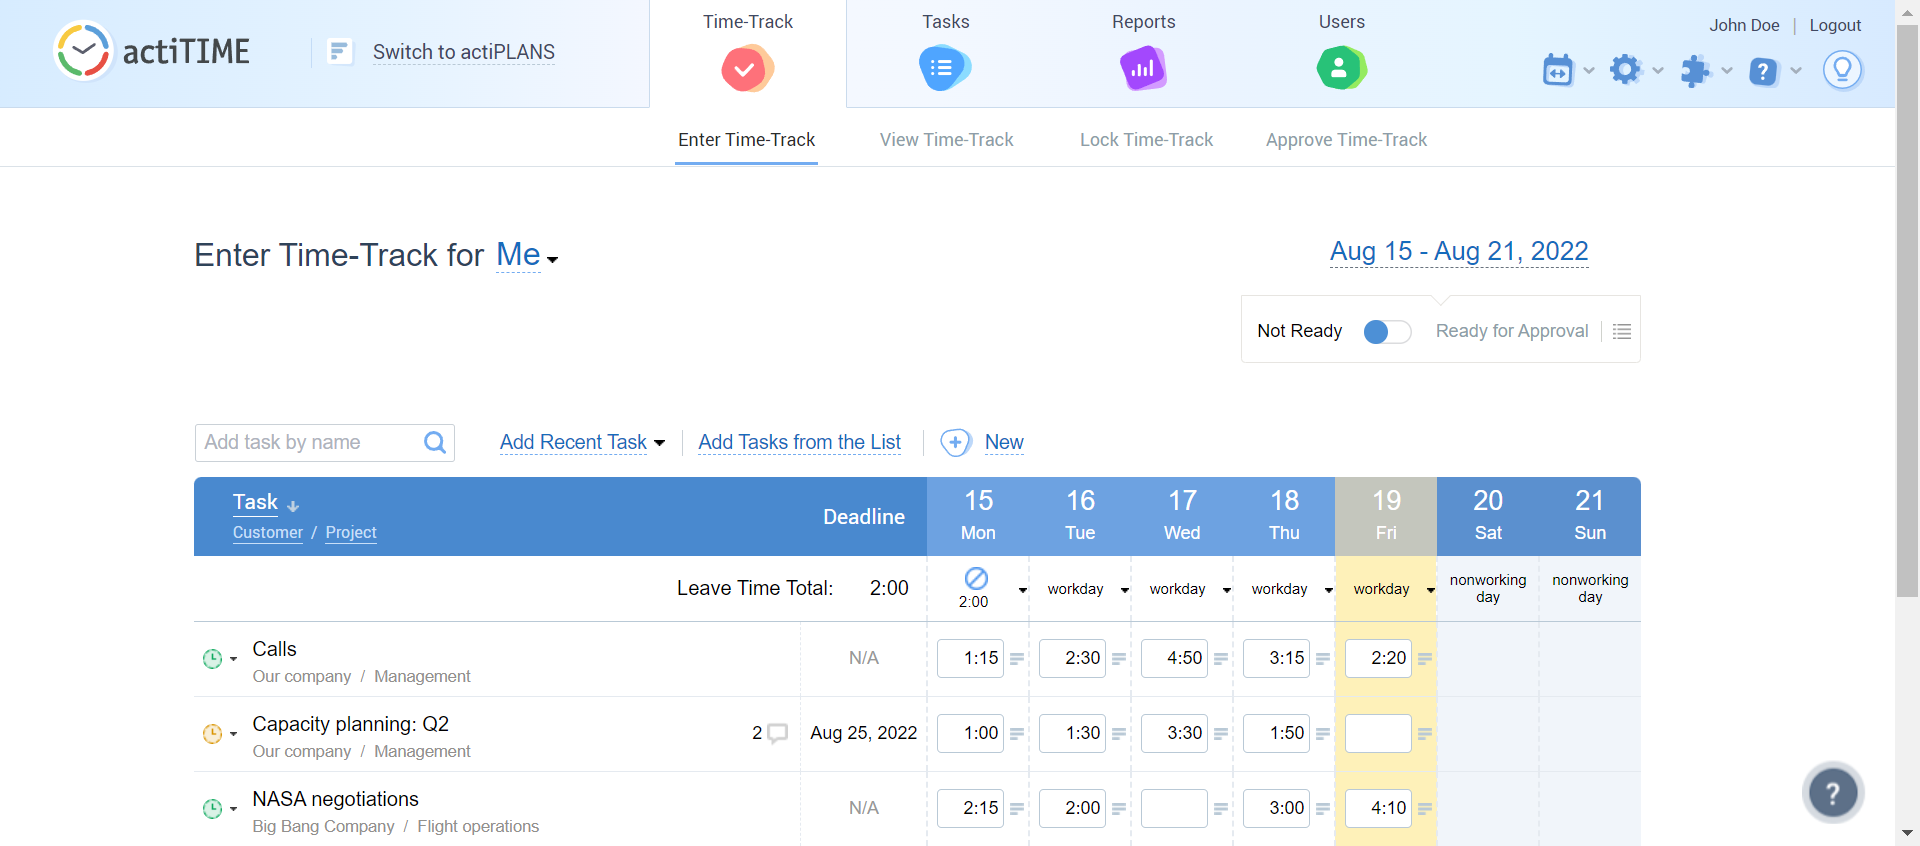 actiTIME
Switch to actiPLANS
Time-Track
Tasks
Reports
Users
John Doe | Logout
?
Enter Time-Track
View Time-Track
Lock Time-Track
Approve Time-Track
Enter Time-Track for Me
Aug 15 - Aug 21, 2022
Not Ready
Ready for Approval
Add task by name
Add Recent Task
Add Tasks from the List
New
Task
Customer / Project
Deadline
15 Mon
16 Tue
17 Wed
18 Thu
19 Fri
20 Sat
21 Sun
Leave Time Total: 2:00
2:00
workday
workday
workday
workday
nonworking day
nonworking day
Calls
Our company / Management
N/A 1:15 2:30 4:50 3:15 2:20
Capacity planning: Q2
Our company / Management
2 Aug 25, 2022 1:00 1:30 3:30 1:50
NASA negotiations
Big Bang Company / Flight operations
N/A 2:15 2:00 3:00 4:10
?